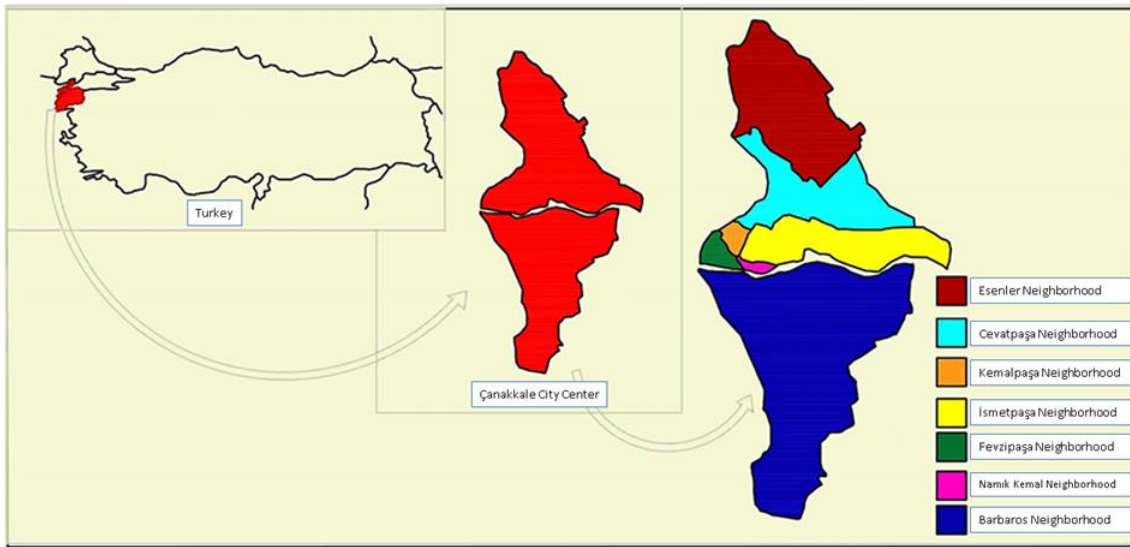 Turkey
Çanakkale City Center
Esenler Neighborhood
Cevatpaşa Neighborhood
Kemalpaşa Neighborhood
İsmetpaşa Neighborhood
Fevzipaşa Neighborhood
Namık Kemal Neighborhood
Barbaros Neighborhood